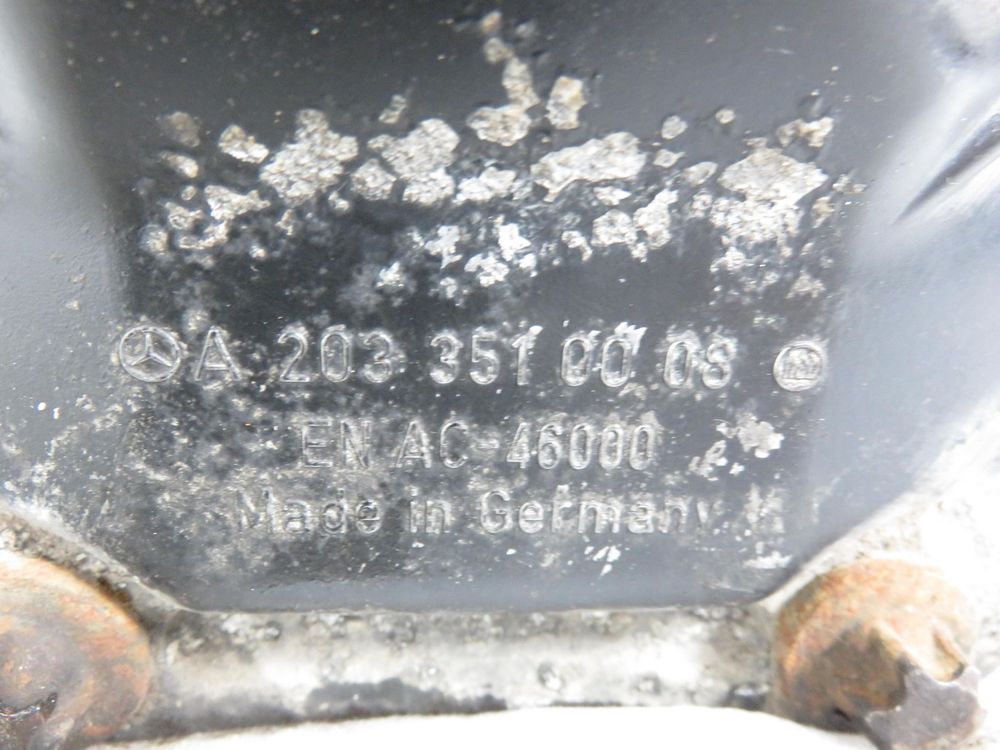 A 203 351 00 08
EN AC-46000
Made in Germany